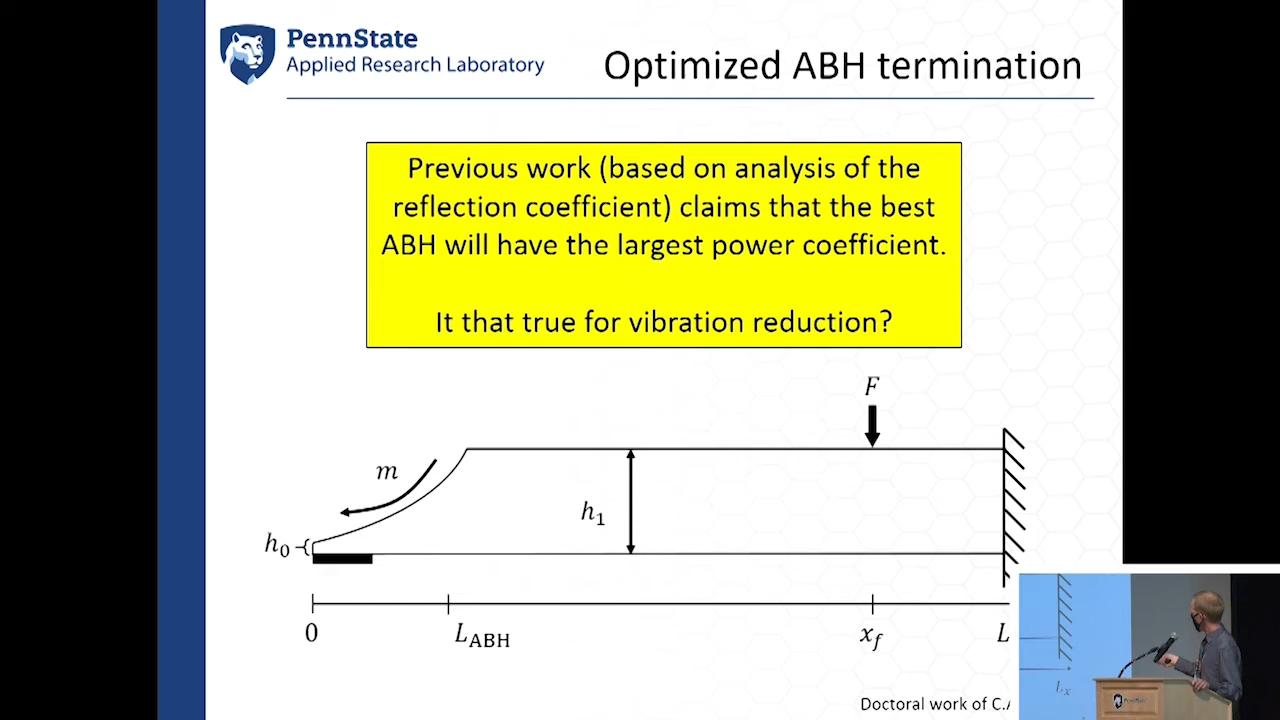 PennState
Applied Research Laboratory
Optimized ABH termination
Previous work (based on analysis of the
reflection coefficient) claims that the best
ABH will have the largest power coefficient.
It that true for vibration reduction?
F
m
h₁
h₀
0
L_ABH
x_f
L
Doctoral work of C.
L_x
PennState